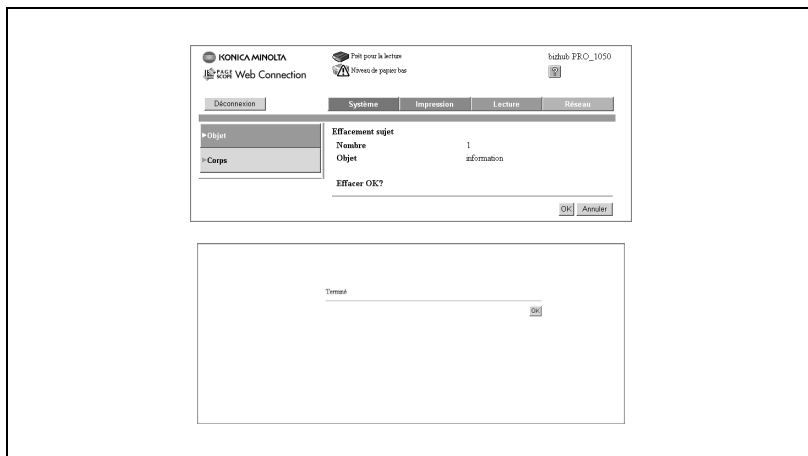 KONICA MINOLTA
PAGE SCOPE Web Connection
Prêt pour la lecture
Niveau de papier bas
bizhub PRO_1050
?
Déconnexion
Système Impression Lecture Réseau
Objet
Corps
Effacement sujet
Nombre 1
Objet information
Effacer OK?
OK Annuler
Terminé
OK